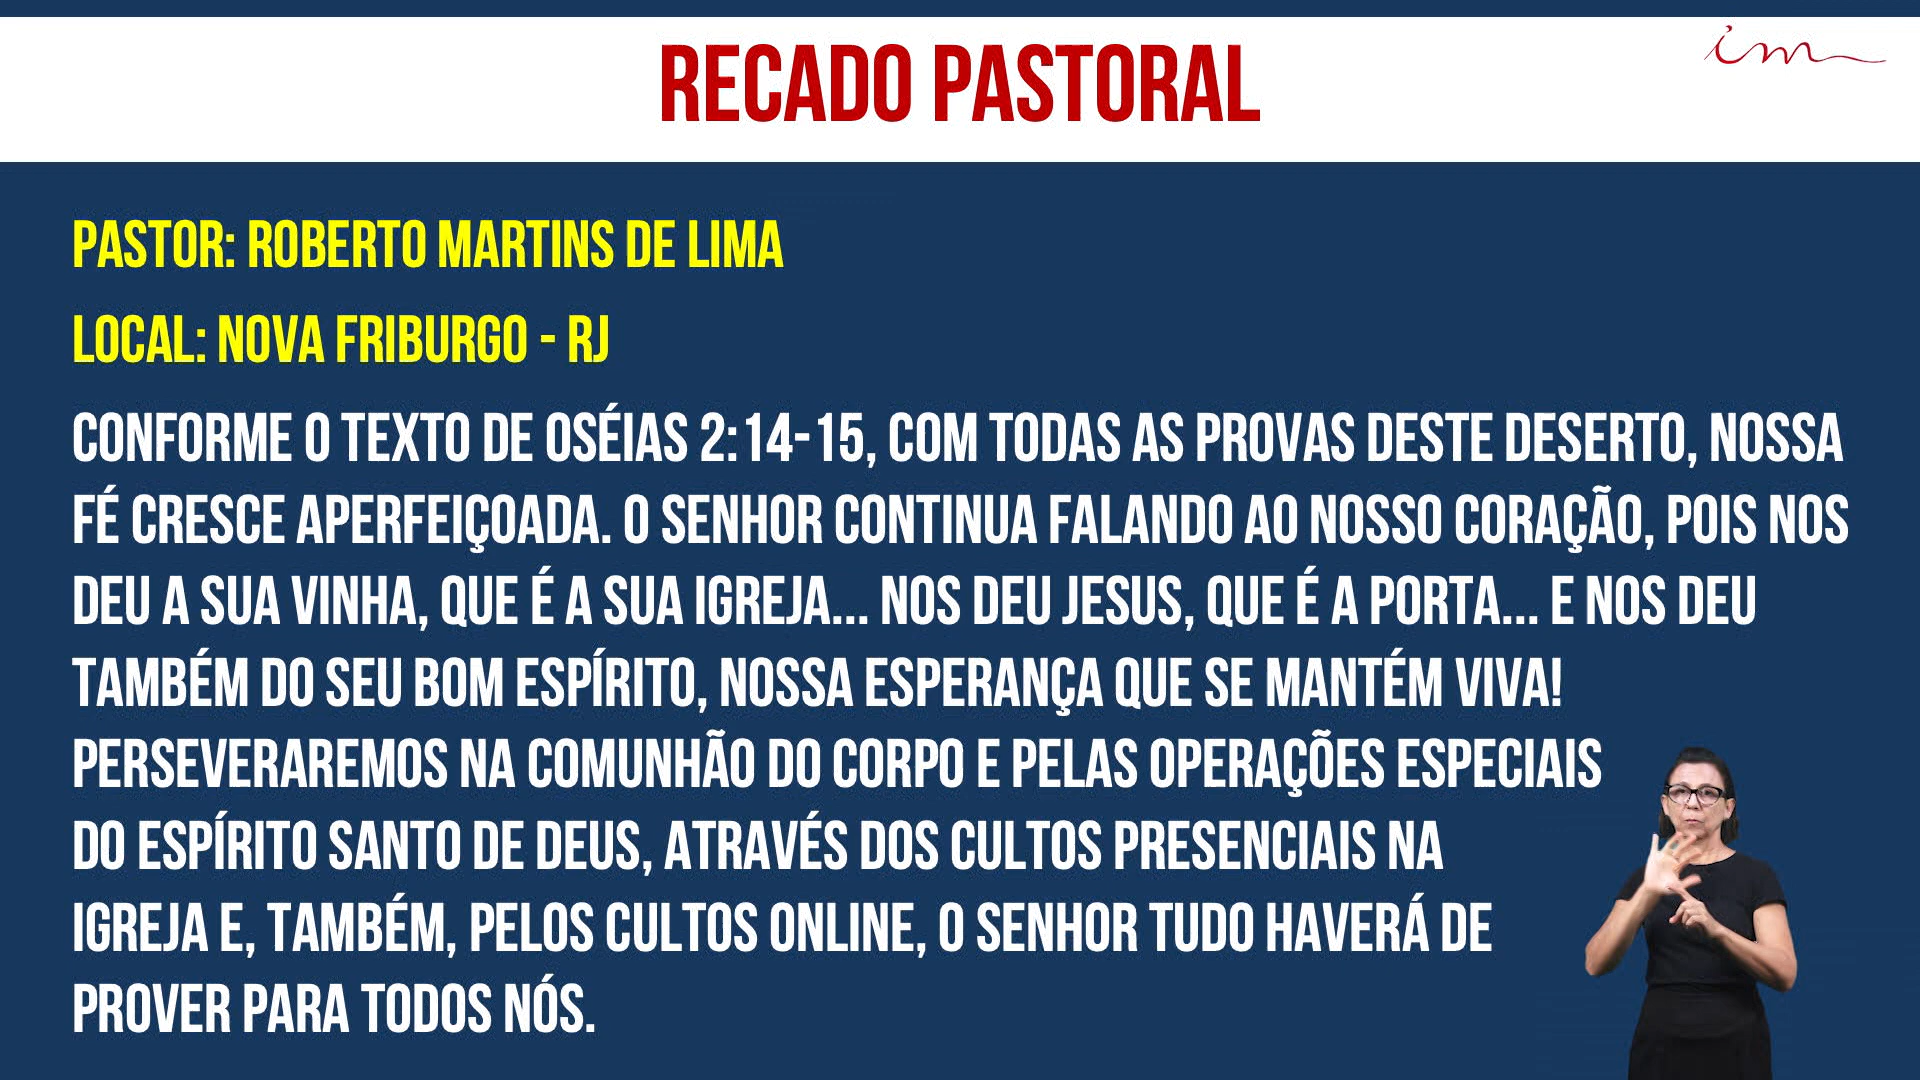 im
RECADO PASTORAL
PASTOR: ROBERTO MARTINS DE LIMA
LOCAL: NOVA FRIBURGO - RJ
CONFORME O TEXTO DE OSÉIAS 2:14-15, COM TODAS AS PROVAS DESTE DESERTO, NOSSA
FÉ CRESCE APERFEIÇOADA. O SENHOR CONTINUA FALANDO AO NOSSO CORAÇÃO, POIS NOS
DEU A SUA VINHA, QUE É A SUA IGREJA... NOS DEU JESUS, QUE É A PORTA... E NOS DEU
TAMBÉM DO SEU BOM ESPÍRITO, NOSSA ESPERANÇA QUE SE MANTÉM VIVA!
PERSEVERAREMOS NA COMUNHÃO DO CORPO E PELAS OPERAÇÕES ESPECIAIS
DO ESPÍRITO SANTO DE DEUS, ATRAVÉS DOS CULTOS PRESENCIAIS NA
IGREJA E, TAMBÉM, PELOS CULTOS ONLINE, O SENHOR TUDO HAVERÁ DE
PROVER PARA TODOS NÓS.